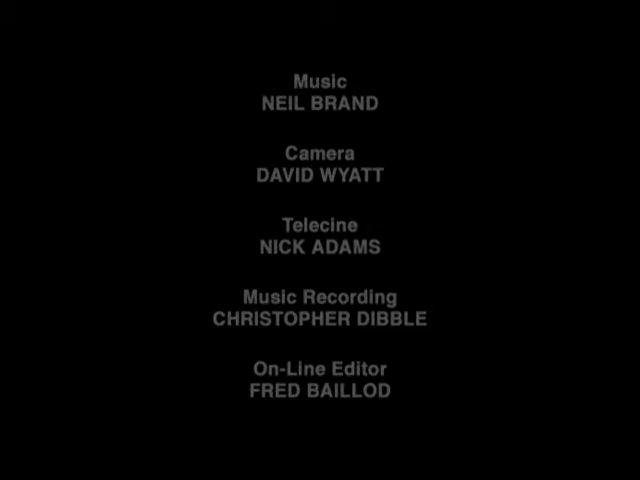 Music
NEIL BRAND
Camera
DAVID WYATT
Telecine
NICK ADAMS
Music Recording
CHRISTOPHER DIBBLE
On-Line Editor
FRED BAILLOD